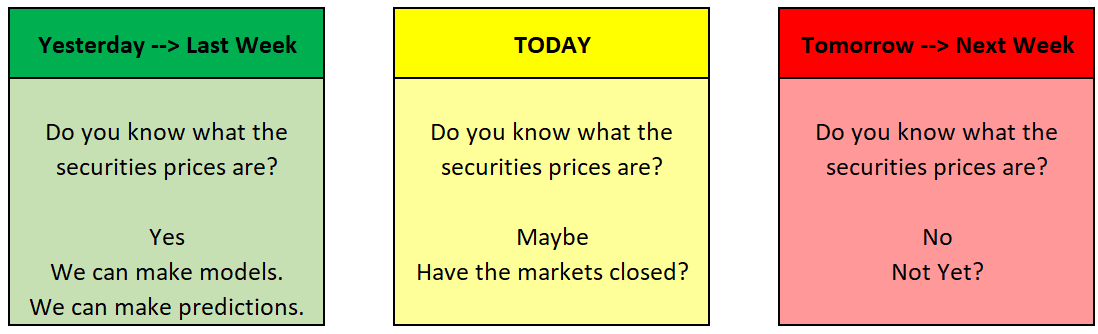 Yesterday --> Last Week
Do you know what the
securities prices are?
Yes
We can make models.
We can make predictions.
TODAY
Do you know what the
securities prices are?
Maybe
Have the markets closed?
Tomorrow --> Next Week
Do you know what the
securities prices are?
No
Not Yet?